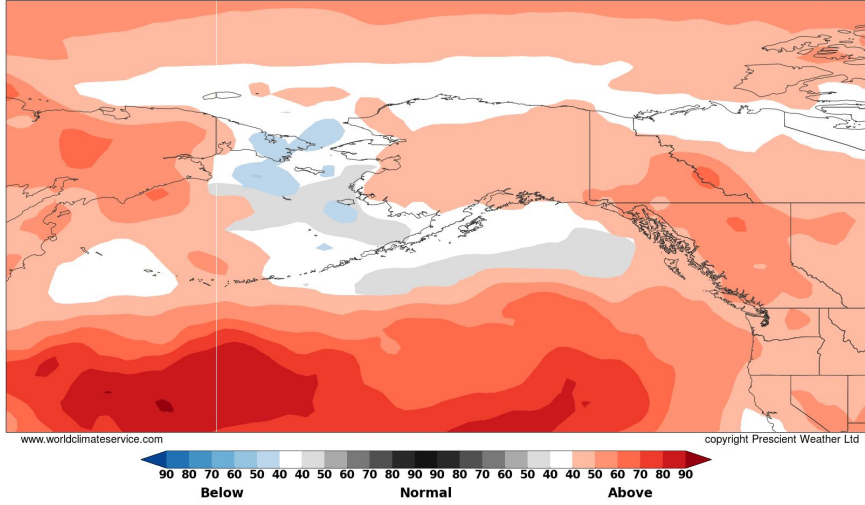 www.worldclimateservice.com
copyright Prescient Weather Ltd
90 80 70 60 50 40 40 50 60 70 80 90 90 80 70 60 50 40 40 50 60 70 80 90
Below Normal Above